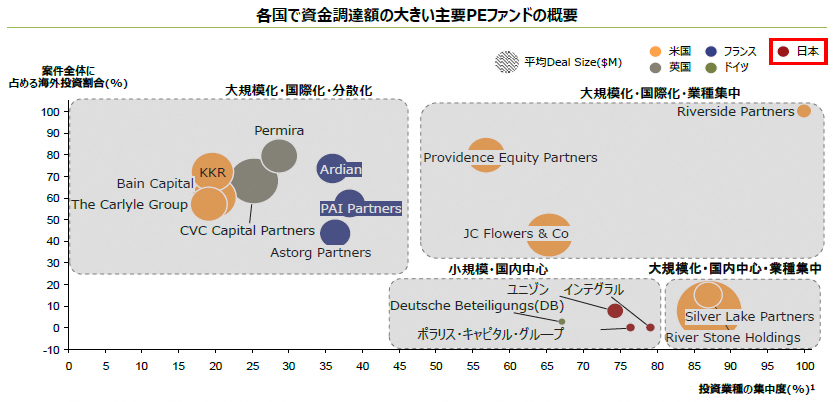 各国で資金調達額の大きい主要PEファンドの概要
平均Deal Size($M)
米国
フランス
日本
英国
ドイツ
案件全体に
占める海外投資割合(%)
大規模化・国際化・分散化
大規模化・国際化・業種集中
100
90
80
70
60
50
40
30
20
10
0
-10
Permira
KKR
Bain Capital
The Carlyle Group
CVC Capital Partners
Ardian
PAI Partners
Astorg Partners
Riverside Partners
Providence Equity Partners
JC Flowers & Co
小規模・国内中心
大規模化・国内中心・業種集中
ユニゾン
インテグラル
Deutsche Beteiligungs(DB)
ポラリス・キャピタル・グループ
Silver Lake Partners
River Stone Holdings
0 5 10 15 20 25 30 35 40 45 50 55 60 65 70 75 80 85 90 95 100
投資業種の集中度(%)¹